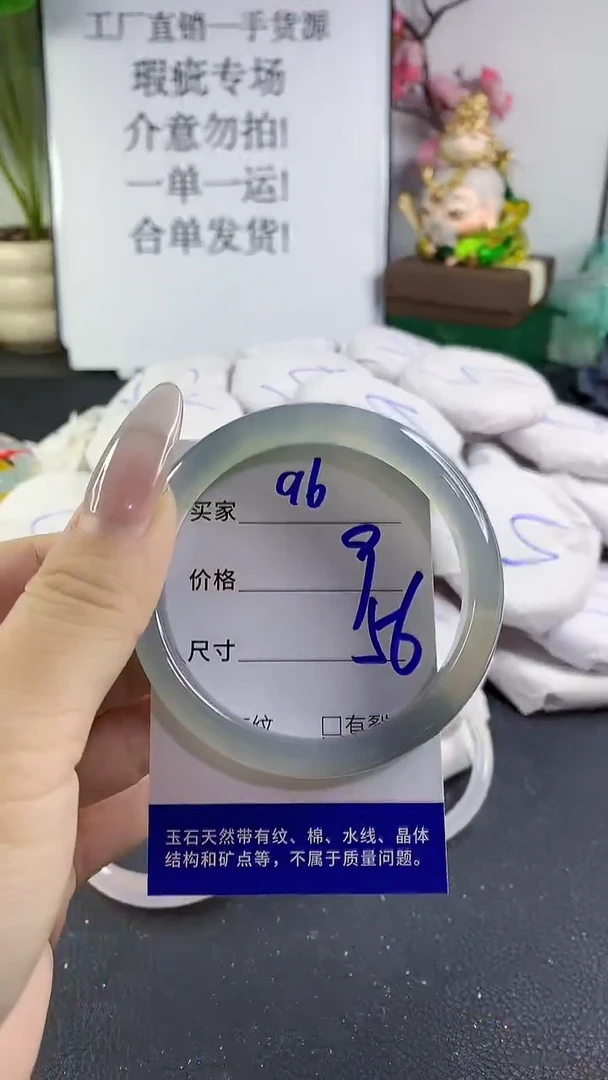 工厂直销一手货源
瑕疵专场
介意勿拍!
一单一运!
合单发货!
买家 96
价格 9
尺寸 56
纹 □有裂
玉石天然带有纹、棉、水线、晶体
结构和矿点等，不属于质量问题。